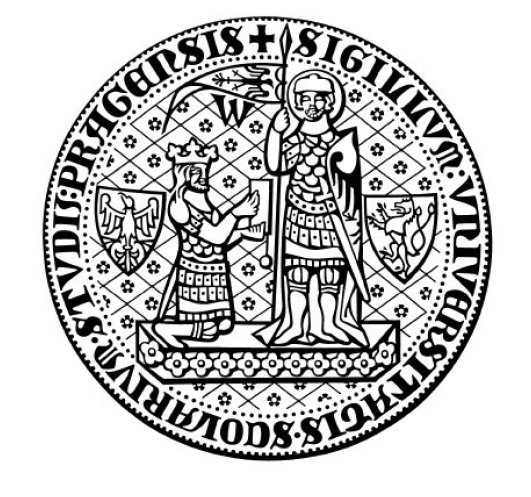 ✚ SIGILLVM · VNIVERSITATIS · SCOLARIVM · STVDII : PRAGENSIS
W